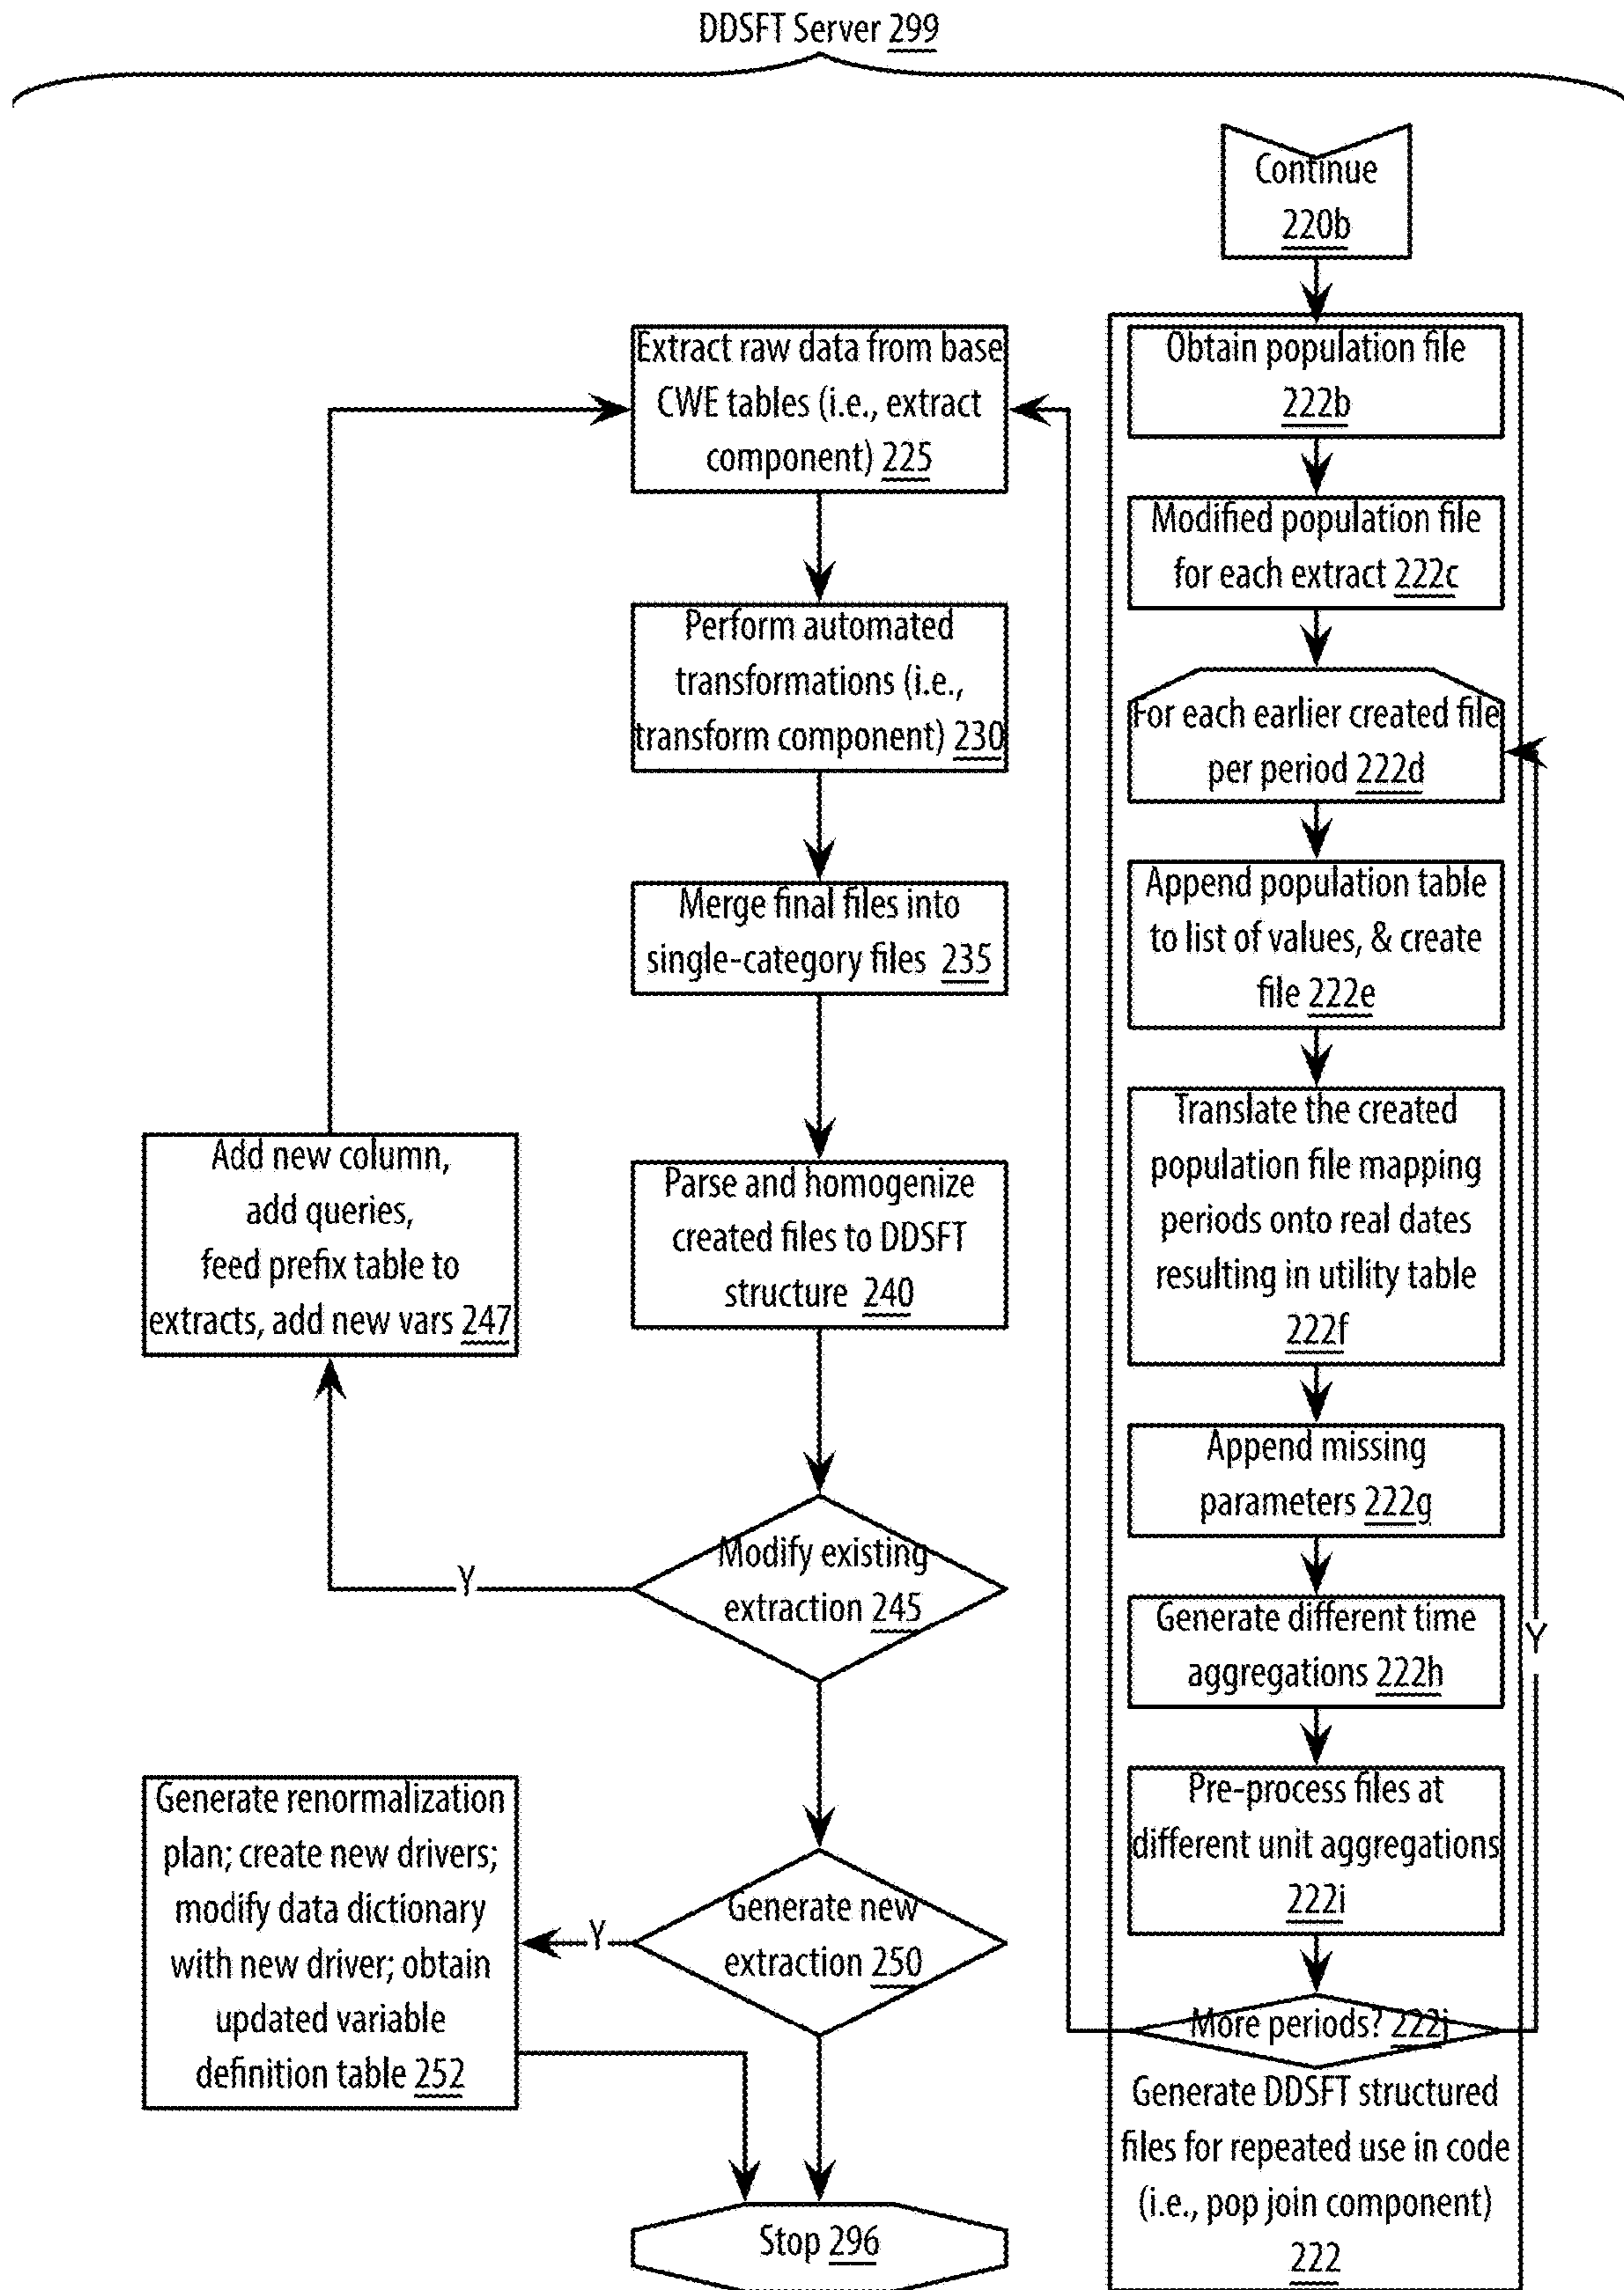 DDSFT Server 299
Continue
220b
Obtain population file
222b
Modified population file
for each extract 222c
For each earlier created file
per period 222d
Append population table
to list of values, & create
file 222e
Translate the created
population file mapping
periods onto real dates
resulting in utility table
222f
Append missing
parameters 222g
Generate different time
aggregations 222h
Pre-process files at
different unit aggregations
222i
More periods? 222j
Y
Generate DDSFT structured
files for repeated use in code
(i.e., pop join component)
222
Extract raw data from base
CWE tables (i.e., extract
component) 225
Perform automated
transformations (i.e.,
transform component) 230
Merge final files into
single-category files 235
Parse and homogenize
created files to DDSFT
structure 240
Modify existing
extraction 245
Y
Add new column,
add queries,
feed prefix table to
extracts, add new vars 247
Generate new
extraction 250
Y
Generate renormalization
plan; create new drivers;
modify data dictionary
with new driver; obtain
updated variable
definition table 252
Stop 296